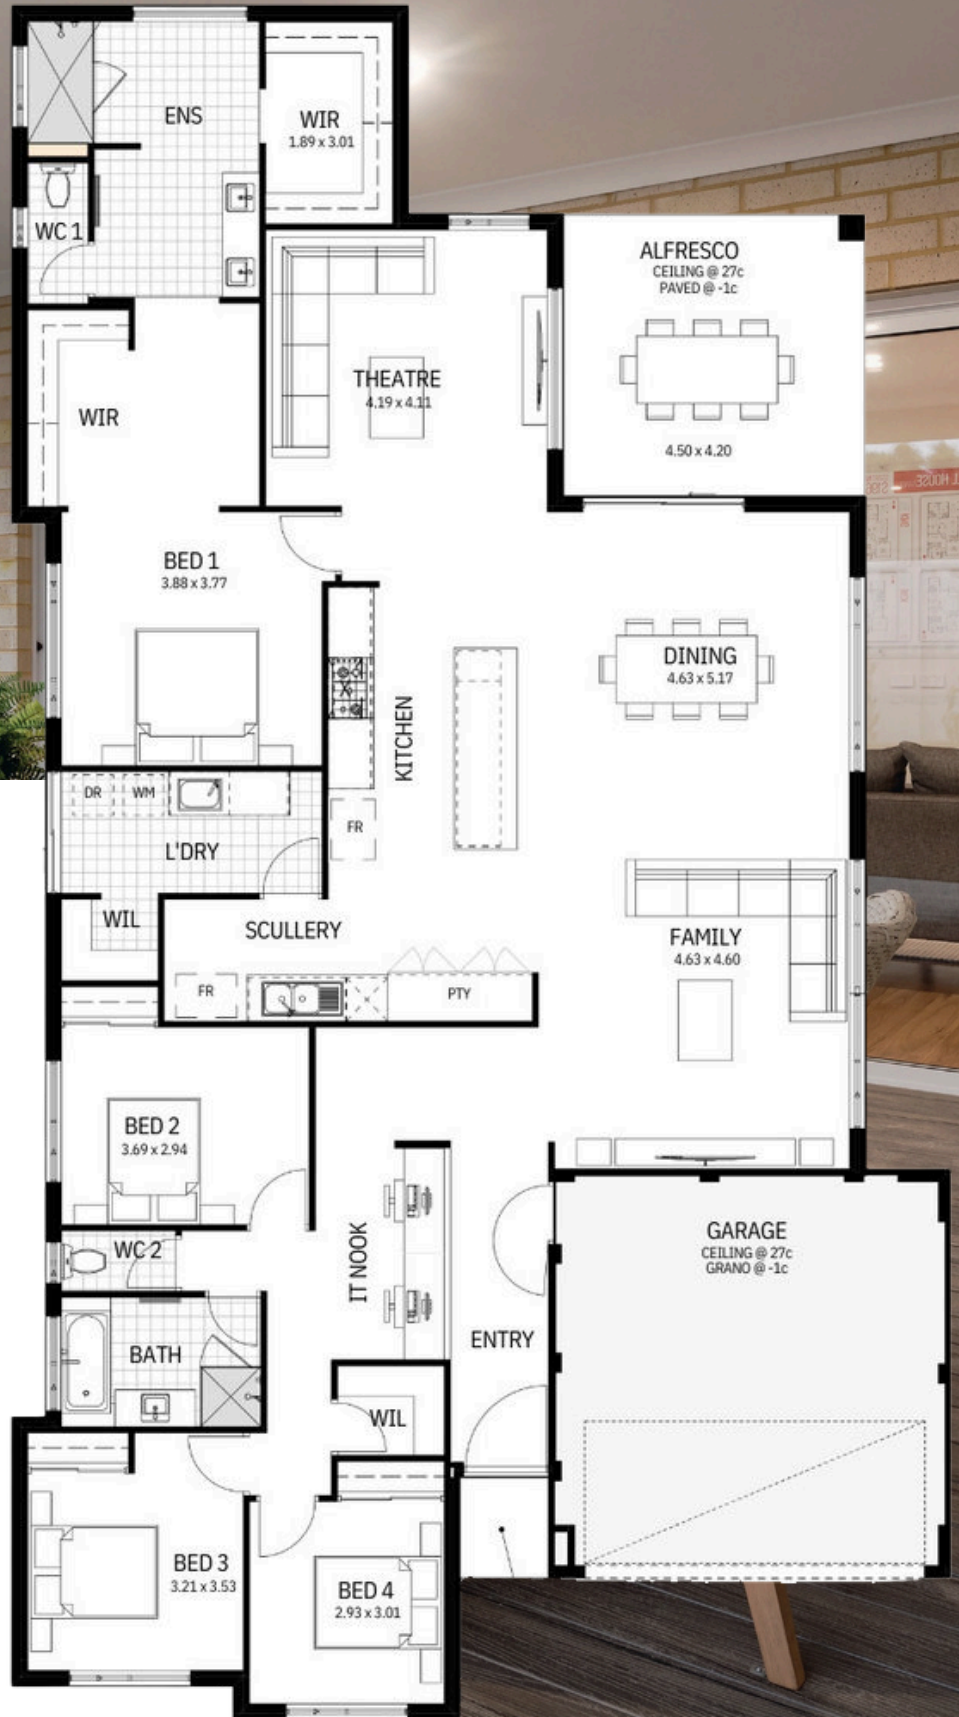 ENS
WIR
1.89 x 3.01
WC 1
ALFRESCO
CEILING @ 27c
PAVED @ -1c
4.50 x 4.20
THEATRE
4.19 x 4.11
WIR
BED 1
3.88 x 3.77
DINING
4.63 x 5.17
KITCHEN
DR
WM
FR
L'DRY
WIL
SCULLERY
FAMILY
4.63 x 4.60
FR
PTY
BED 2
3.69 x 2.94
WC 2
IT NOOK
GARAGE
CEILING @ 27c
GRANO @ -1c
ENTRY
BATH
WIL
BED 3
3.21 x 3.53
BED 4
2.93 x 3.01